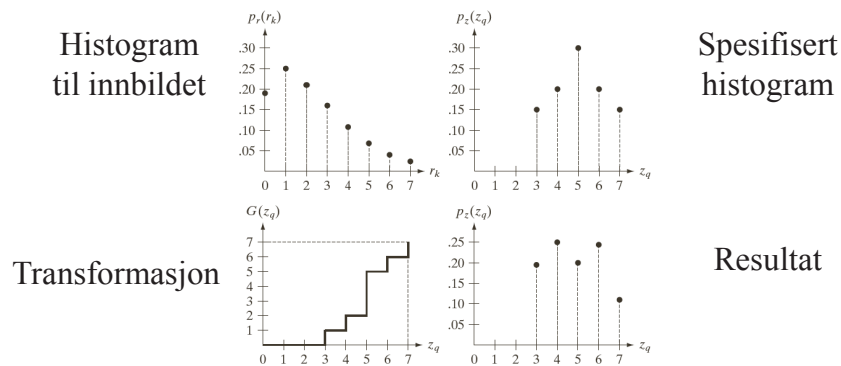 Histogram
til innbildet
p_r(r_k)
.30
.25
.20
.15
.10
.05
0 1 2 3 4 5 6 7
r_k
p_z(z_q)
.30
.25
.20
.15
.10
.05
0 1 2 3 4 5 6 7
z_q
Spesifisert
histogram
Transformasjon
G(z_q)
7
6
5
4
3
2
1
0 1 2 3 4 5 6 7
z_q
p_z(z_q)
.25
.20
.15
.10
.05
0 1 2 3 4 5 6 7
z_q
Resultat